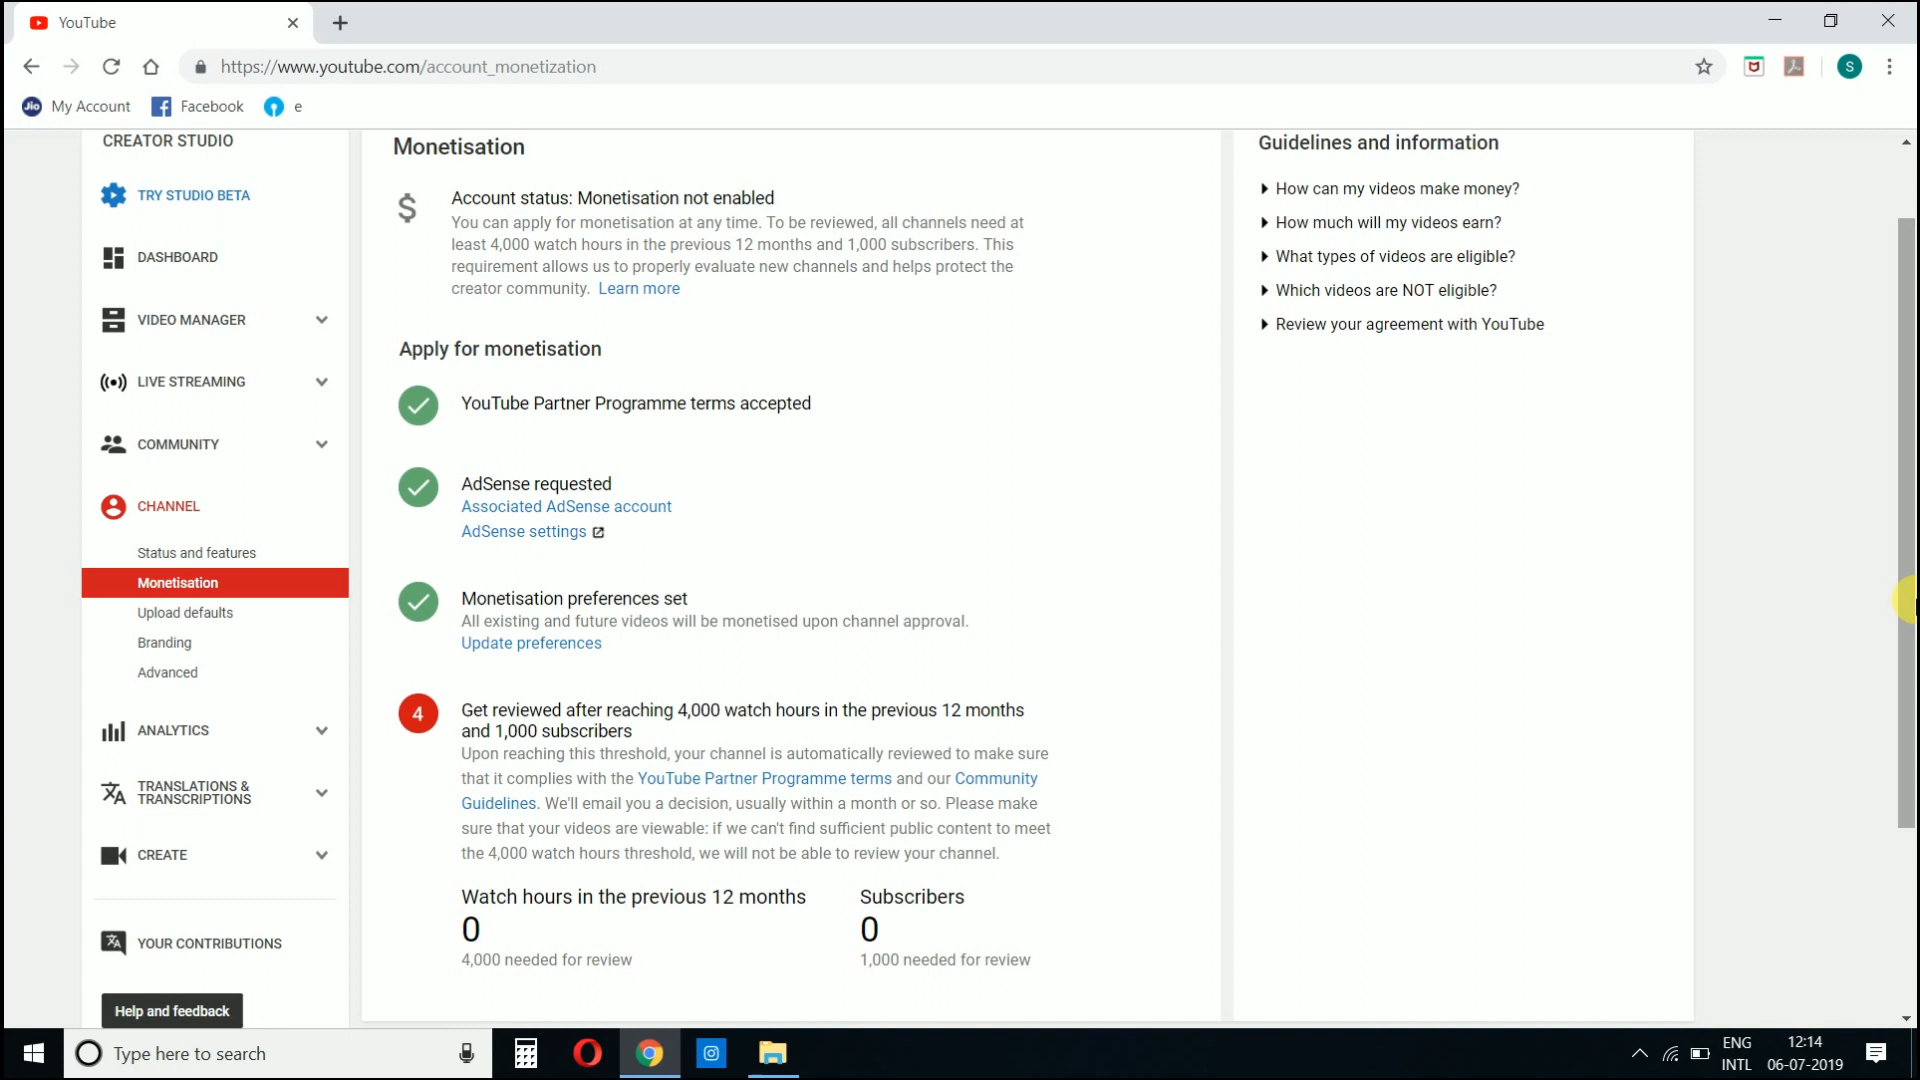 YouTube
https://www.youtube.com/account_monetization
S
Jio My Account Facebook e
CREATOR STUDIO
TRY STUDIO BETA
DASHBOARD
VIDEO MANAGER
LIVE STREAMING
COMMUNITY
CHANNEL
Status and features
Monetisation
Upload defaults
Branding
Advanced
ANALYTICS
TRANSLATIONS &
TRANSCRIPTIONS
CREATE
YOUR CONTRIBUTIONS
Help and feedback
Monetisation
$
Account status: Monetisation not enabled
You can apply for monetisation at any time. To be reviewed, all channels need at
least 4,000 watch hours in the previous 12 months and 1,000 subscribers. This
requirement allows us to properly evaluate new channels and helps protect the
creator community. Learn more
Apply for monetisation
YouTube Partner Programme terms accepted
AdSense requested
Associated AdSense account
AdSense settings
Monetisation preferences set
All existing and future videos will be monetised upon channel approval.
Update preferences
4
Get reviewed after reaching 4,000 watch hours in the previous 12 months
and 1,000 subscribers
Upon reaching this threshold, your channel is automatically reviewed to make sure
that it complies with the YouTube Partner Programme terms and our Community
Guidelines. We'll email you a decision, usually within a month or so. Please make
sure that your videos are viewable: if we can't find sufficient public content to meet
the 4,000 watch hours threshold, we will not be able to review your channel.
Watch hours in the previous 12 months
0
4,000 needed for review
Subscribers
0
1,000 needed for review
Guidelines and information
How can my videos make money?
How much will my videos earn?
What types of videos are eligible?
Which videos are NOT eligible?
Review your agreement with YouTube
Type here to search
ENG
INTL
12:14
06-07-2019